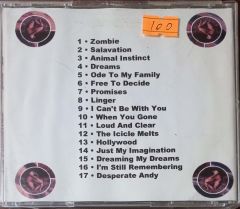 100
1 • Zombie
2 • Salavation
3 • Animal Instinct
4 • Dreams
5 • Ode To My Family
6 • Free To Decide
7 • Promises
8 • Linger
9 • I Can't Be With You
10 • When You Gone
11 • Loud And Clear
12 • The Icicle Melts
13 • Hollywood
14 • Just My Imagination
15 • Dreaming My Dreams
16 • I'm Still Remembering
17 • Desperate Andy